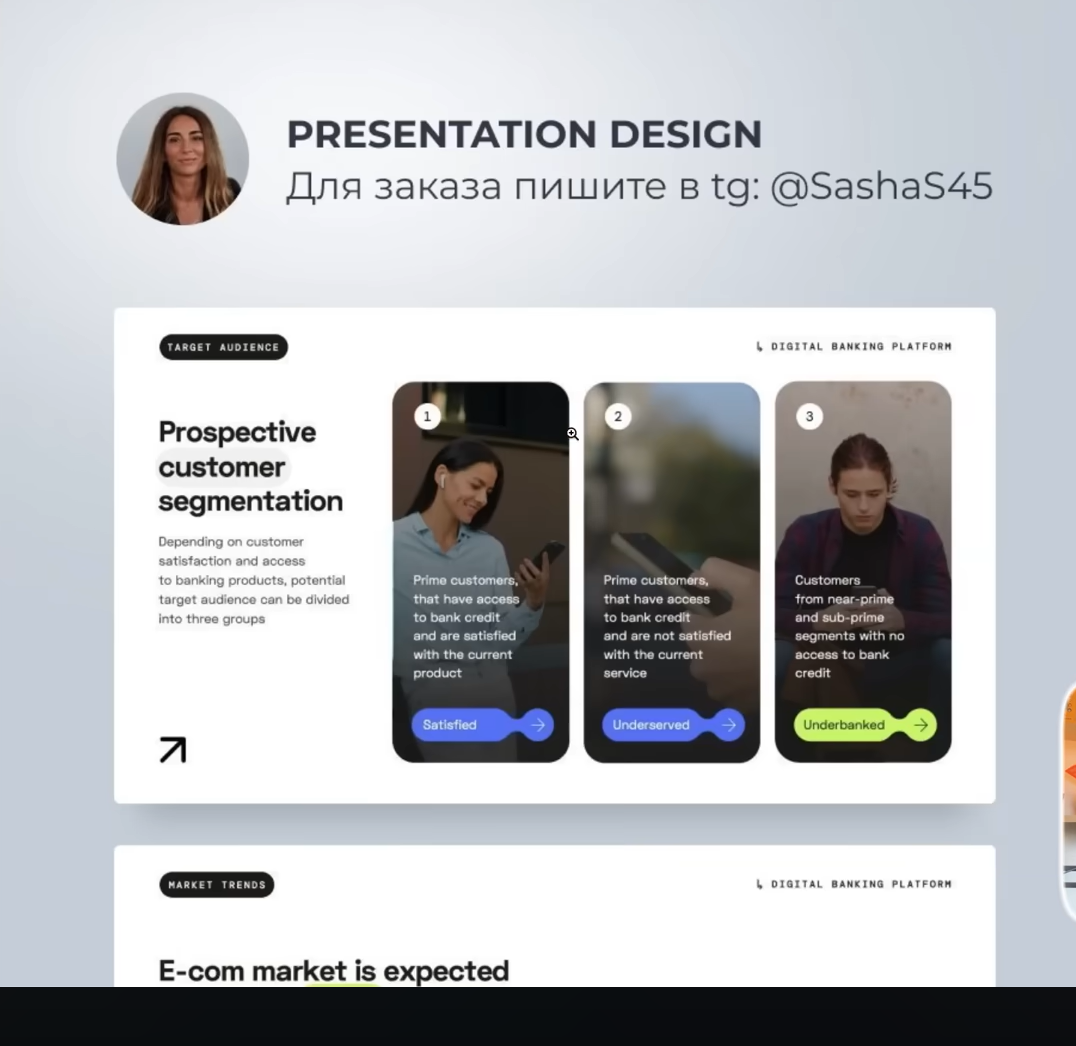 PRESENTATION DESIGN
Для заказа пишите в tg: @SashaS45
TARGET AUDIENCE
↳ DIGITAL BANKING PLATFORM
Prospective
customer
segmentation
Depending on customer
satisfaction and access
to banking products, potential
target audience can be divided
into three groups
1
Prime customers,
that have access
to bank credit
and are satisfied
with the current
product
Satisfied
2
Prime customers,
that have access
to bank credit
and are not satisfied
with the current
service
Underserved
3
Customers
from near-prime
and sub-prime
segments with no
access to bank
credit
Underbanked
MARKET TRENDS
↳ DIGITAL BANKING PLATFORM
E-com market is expected